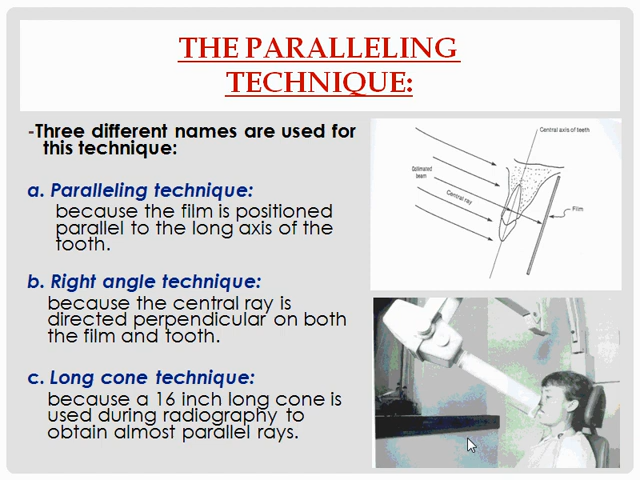 THE PARALLELING
TECHNIQUE:
-Three different names are used for
this technique:
a. Paralleling technique:
because the film is positioned
parallel to the long axis of the
tooth.
b. Right angle technique:
because the central ray is
directed perpendicular on both
the film and tooth.
c. Long cone technique:
because a 16 inch long cone is
used during radiography to
obtain almost parallel rays.
Central axis of teeth
Collimated
beam
Central ray
Film